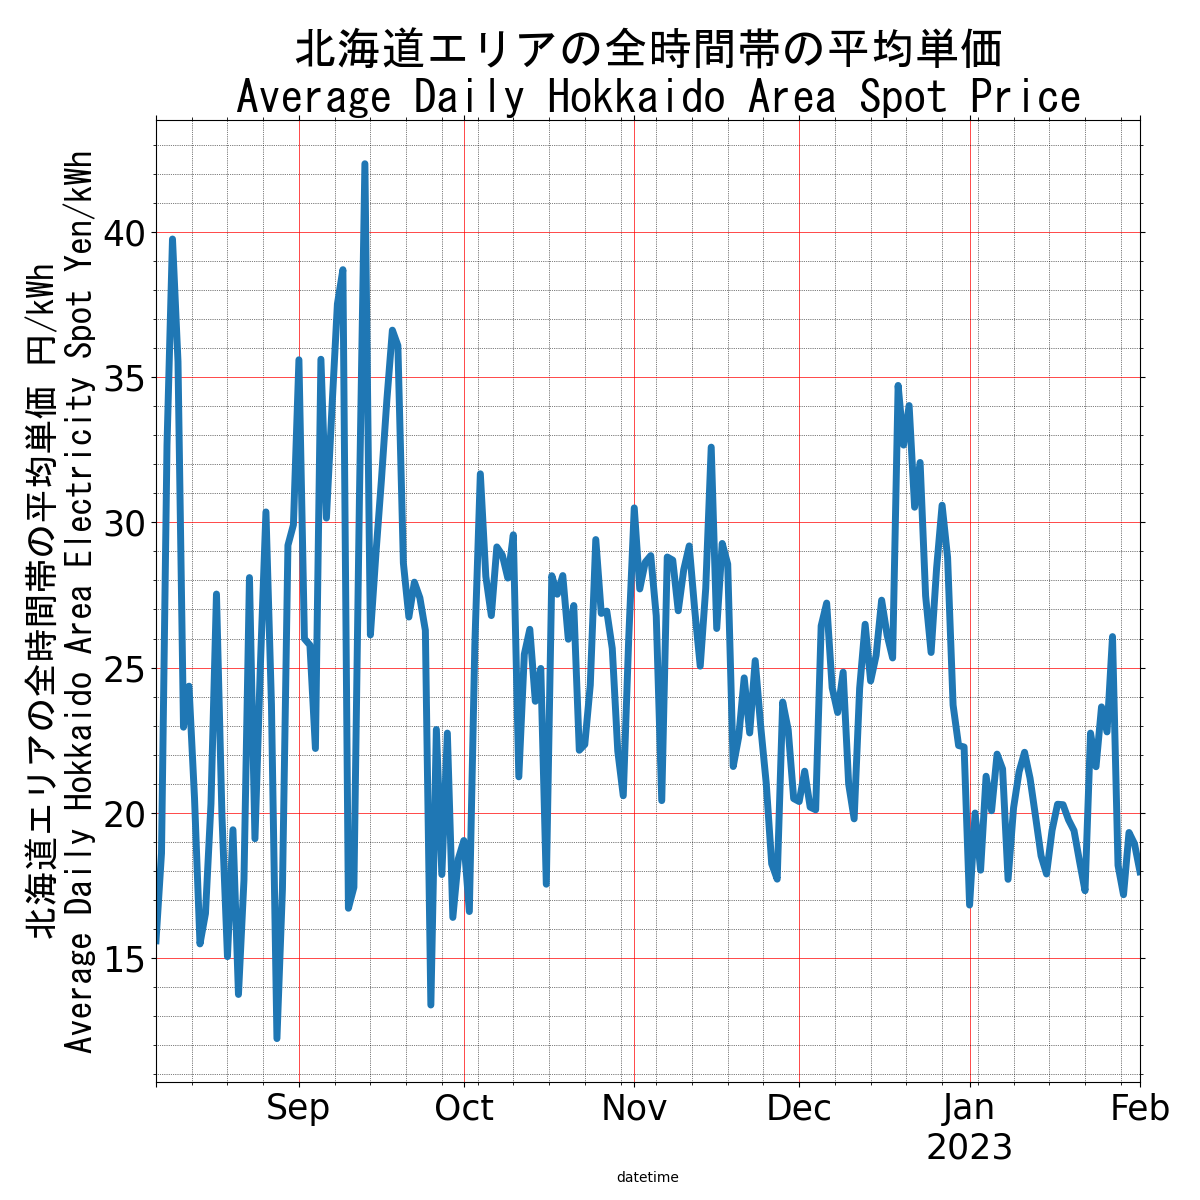 北海道エリアの全時間帯の平均単価
Average Daily Hokkaido Area Spot Price
北海道エリアの全時間帯の平均単価 円/kWh
Average Daily Hokkaido Area Electricity Spot Yen/kWh
40
35
30
25
20
15
Sep Oct Nov Dec Jan Feb
2023
datetime